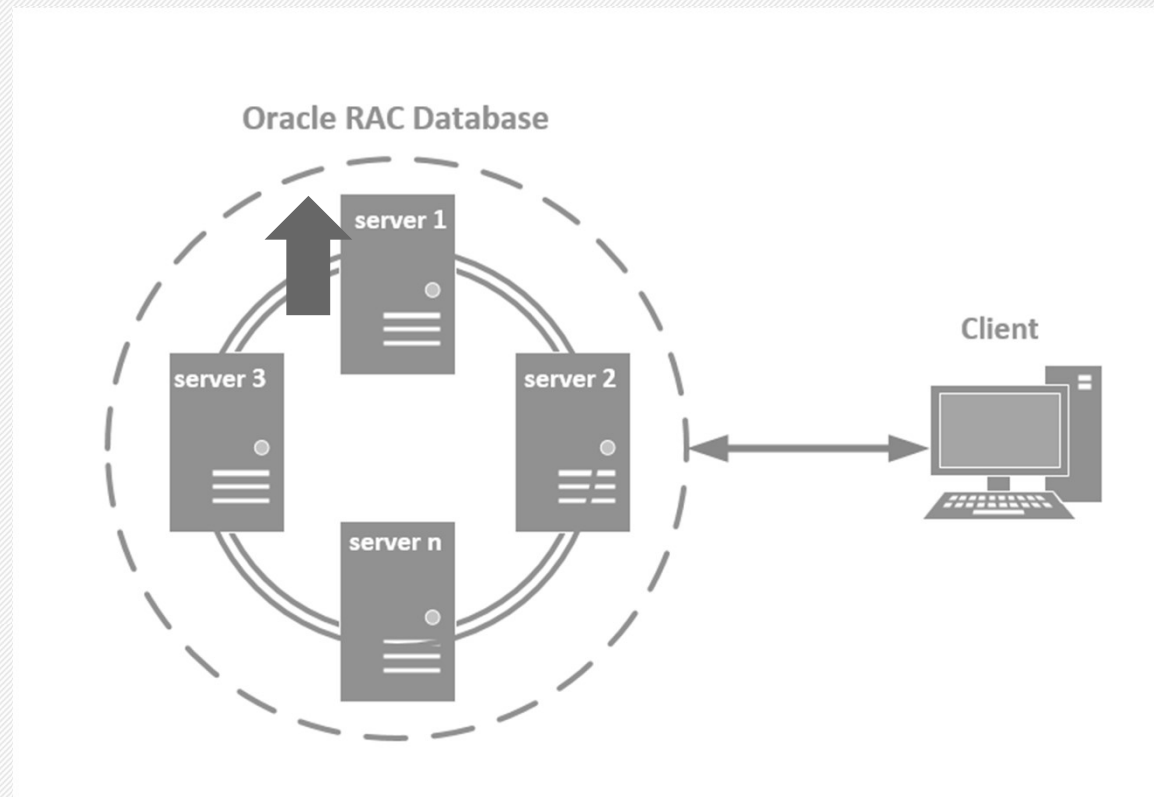 Oracle RAC Database
server 1
Client
server 3
server 2
server n